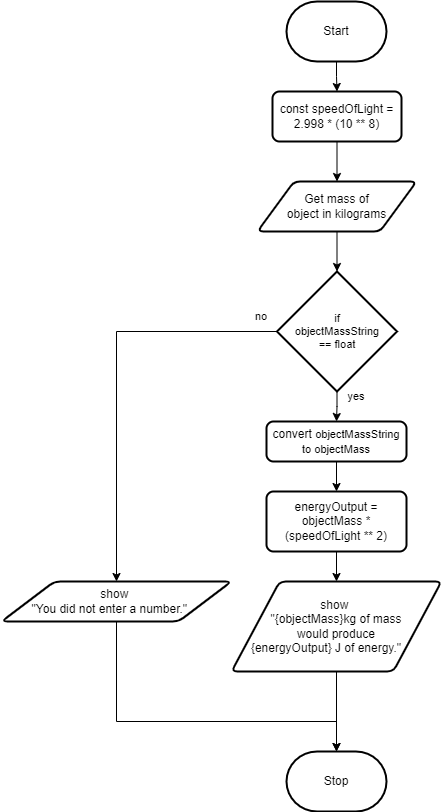 Start
const speedOfLight =
2.998 * (10 ** 8)
Get mass of
object in kilograms
if
objectMassString
== float
no
yes
convert objectMassString
to objectMass
energyOutput =
objectMass *
(speedOfLight ** 2)
show
"You did not enter a number."
show
"{objectMass}kg of mass
would produce
{energyOutput} J of energy."
Stop